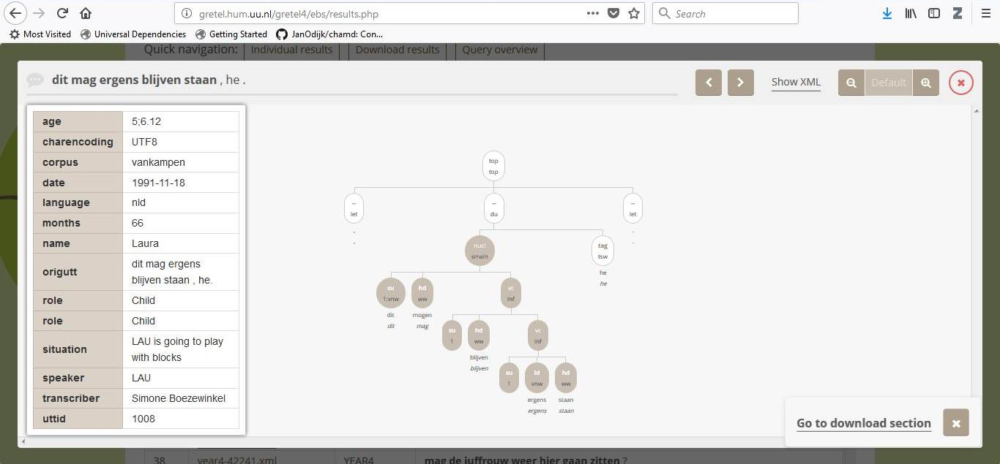 gretel.hum.uu.nl/gretel4/ebs/results.php
Search
Most Visited
Universal Dependencies
Getting Started
JanOdijk/chamd: Con...
Quick navigation:
Individual results
Download results
Query overview
dit mag ergens blijven staan , he .
Show XML
Default
age 5;6.12
charencoding UTF8
corpus vankampen
date 1991-11-18
language nld
months 66
name Laura
origutt dit mag ergens
blijven staan , he.
role Child
role Child
situation LAU is going to play
with blocks
speaker LAU
transcriber Simone Boezewinkel
uttid 1008
top
top
-- -- --
let du let
. .
. .
nucl tag
smain tsw
he
he
su hd vc
1:vnw ww inf
dit mogen
dit mag
su hd vc
1 ww inf
blijven
blijven
su ld hd
1 vnw ww
ergens staan
ergens staan
Go to download section
38 year4-42241.xml YEAR4 mag de juffrouw weer hier gaan zitten ?